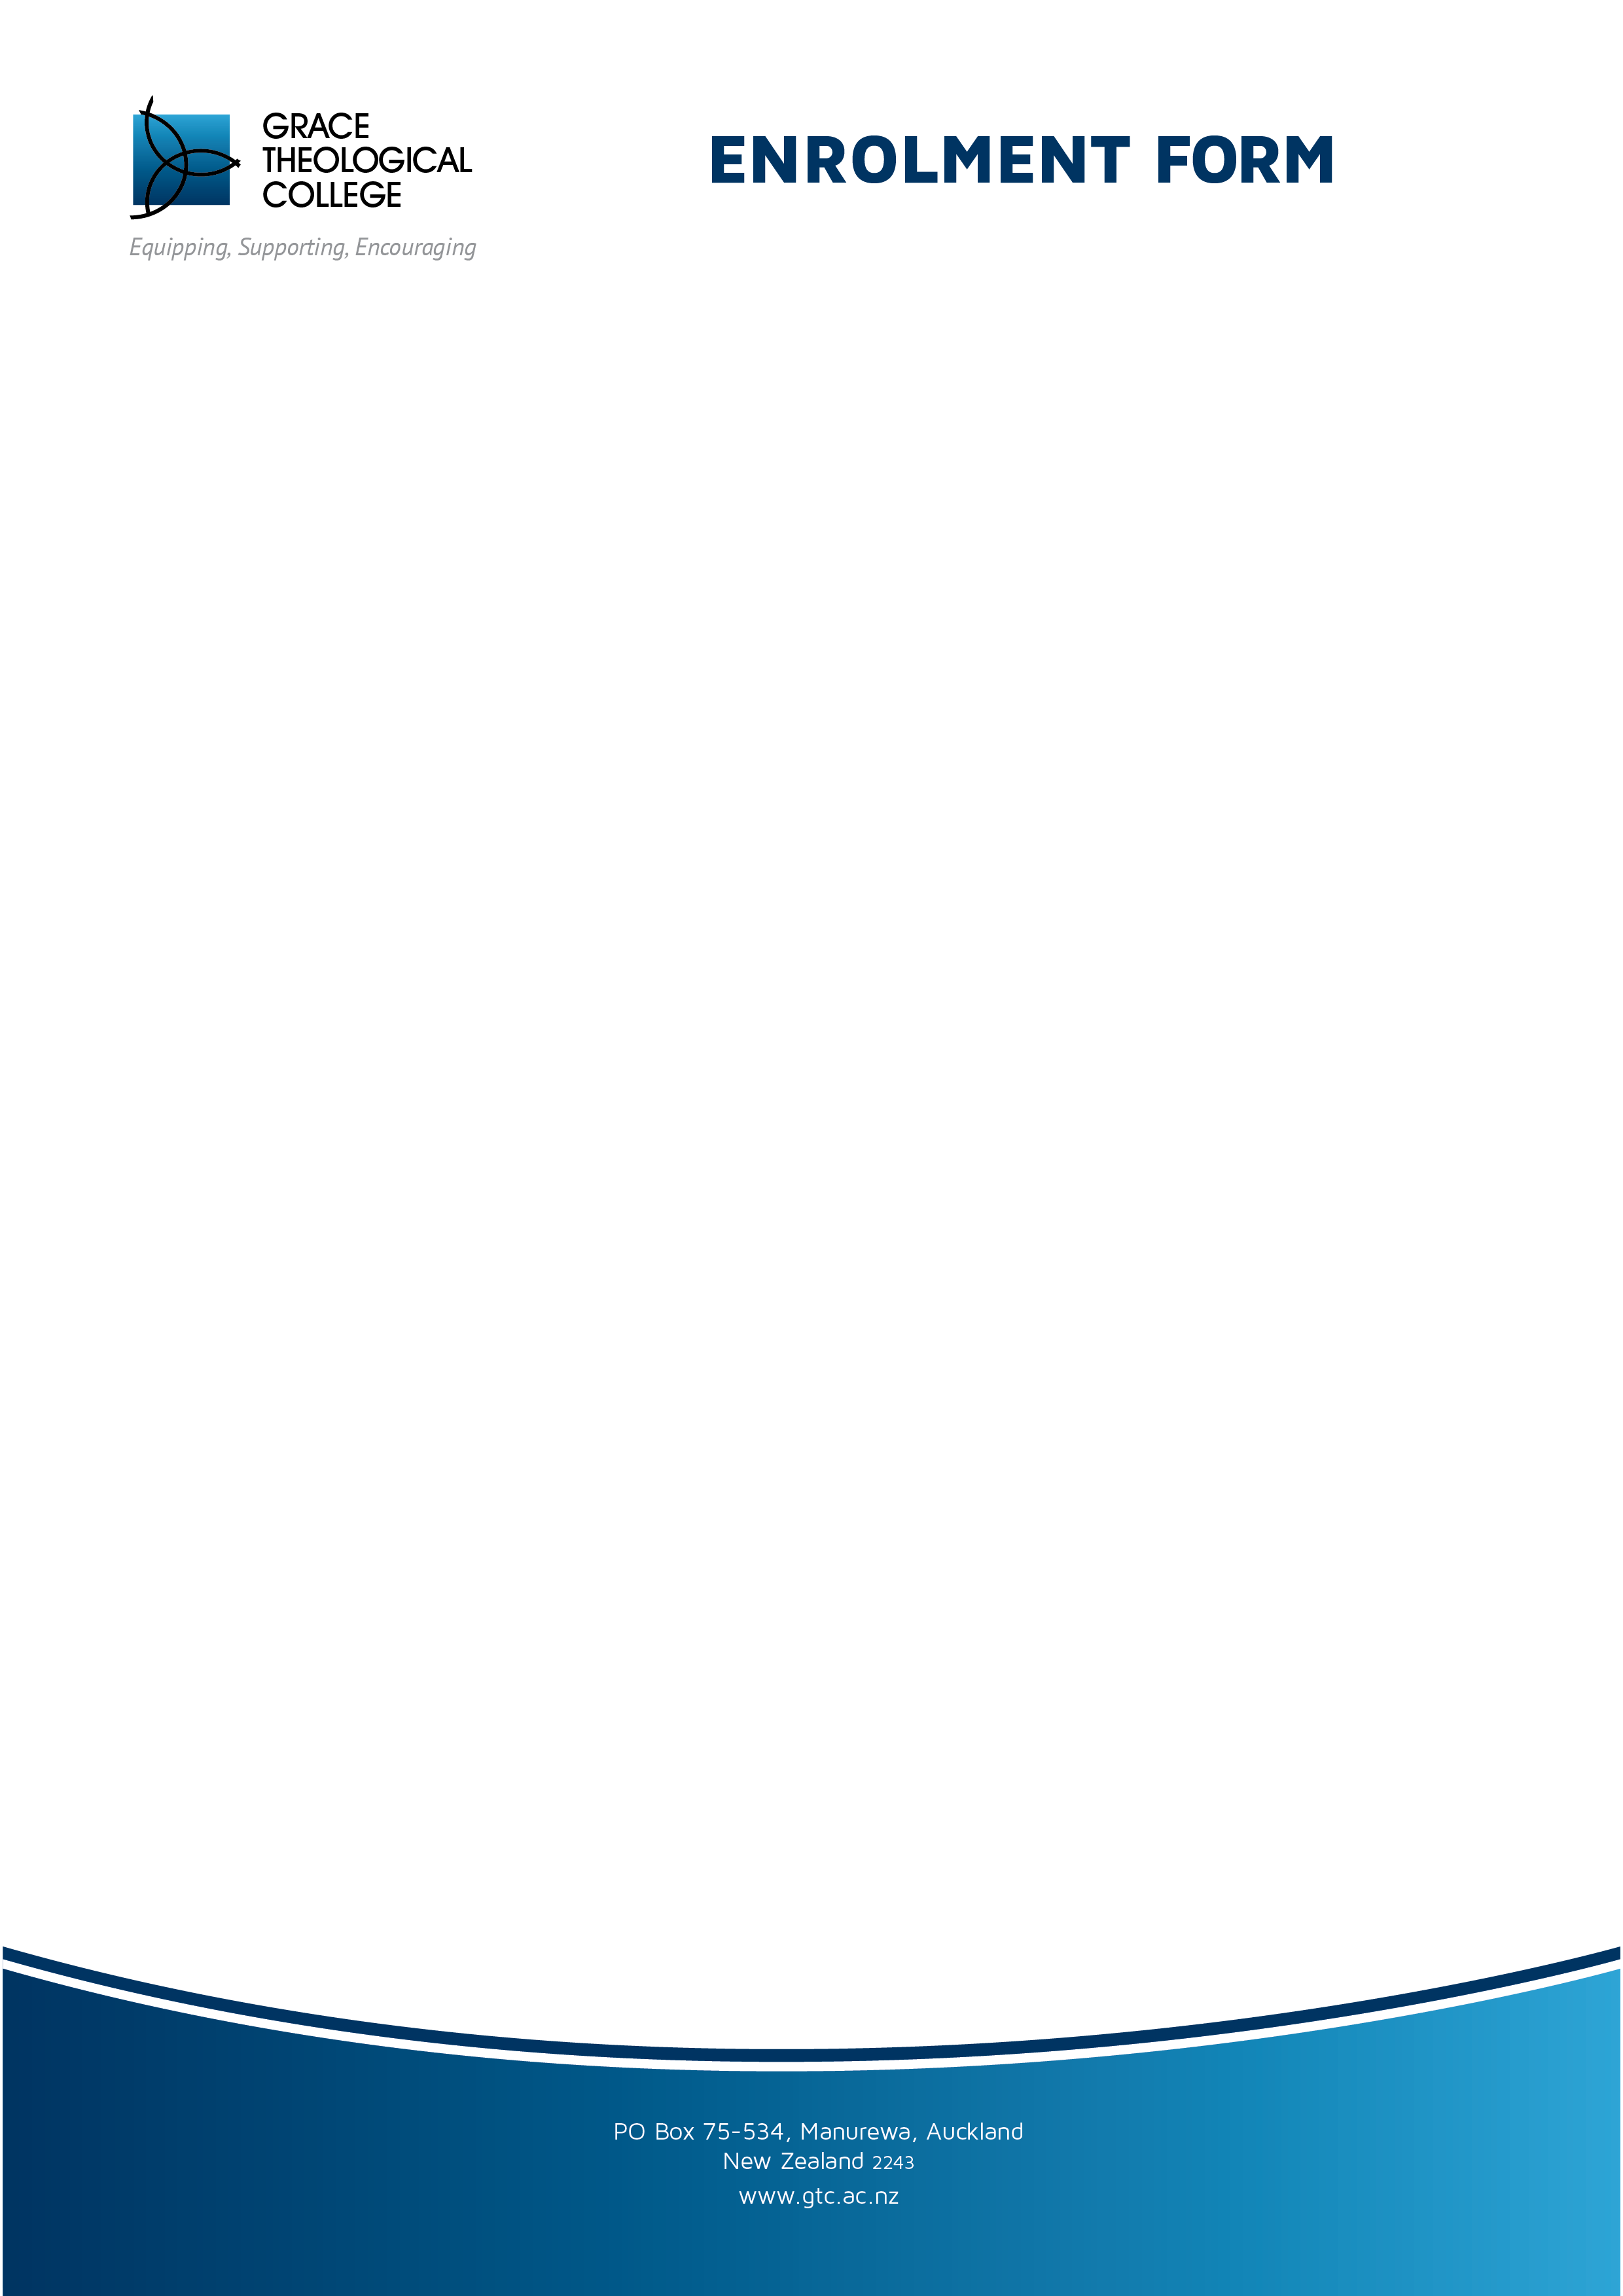 GRACE
THEOLOGICAL
COLLEGE
Equipping, Supporting, Encouraging
ENROLMENT FORM
PO Box 75-534, Manurewa, Auckland
New Zealand 2243
www.gtc.ac.nz